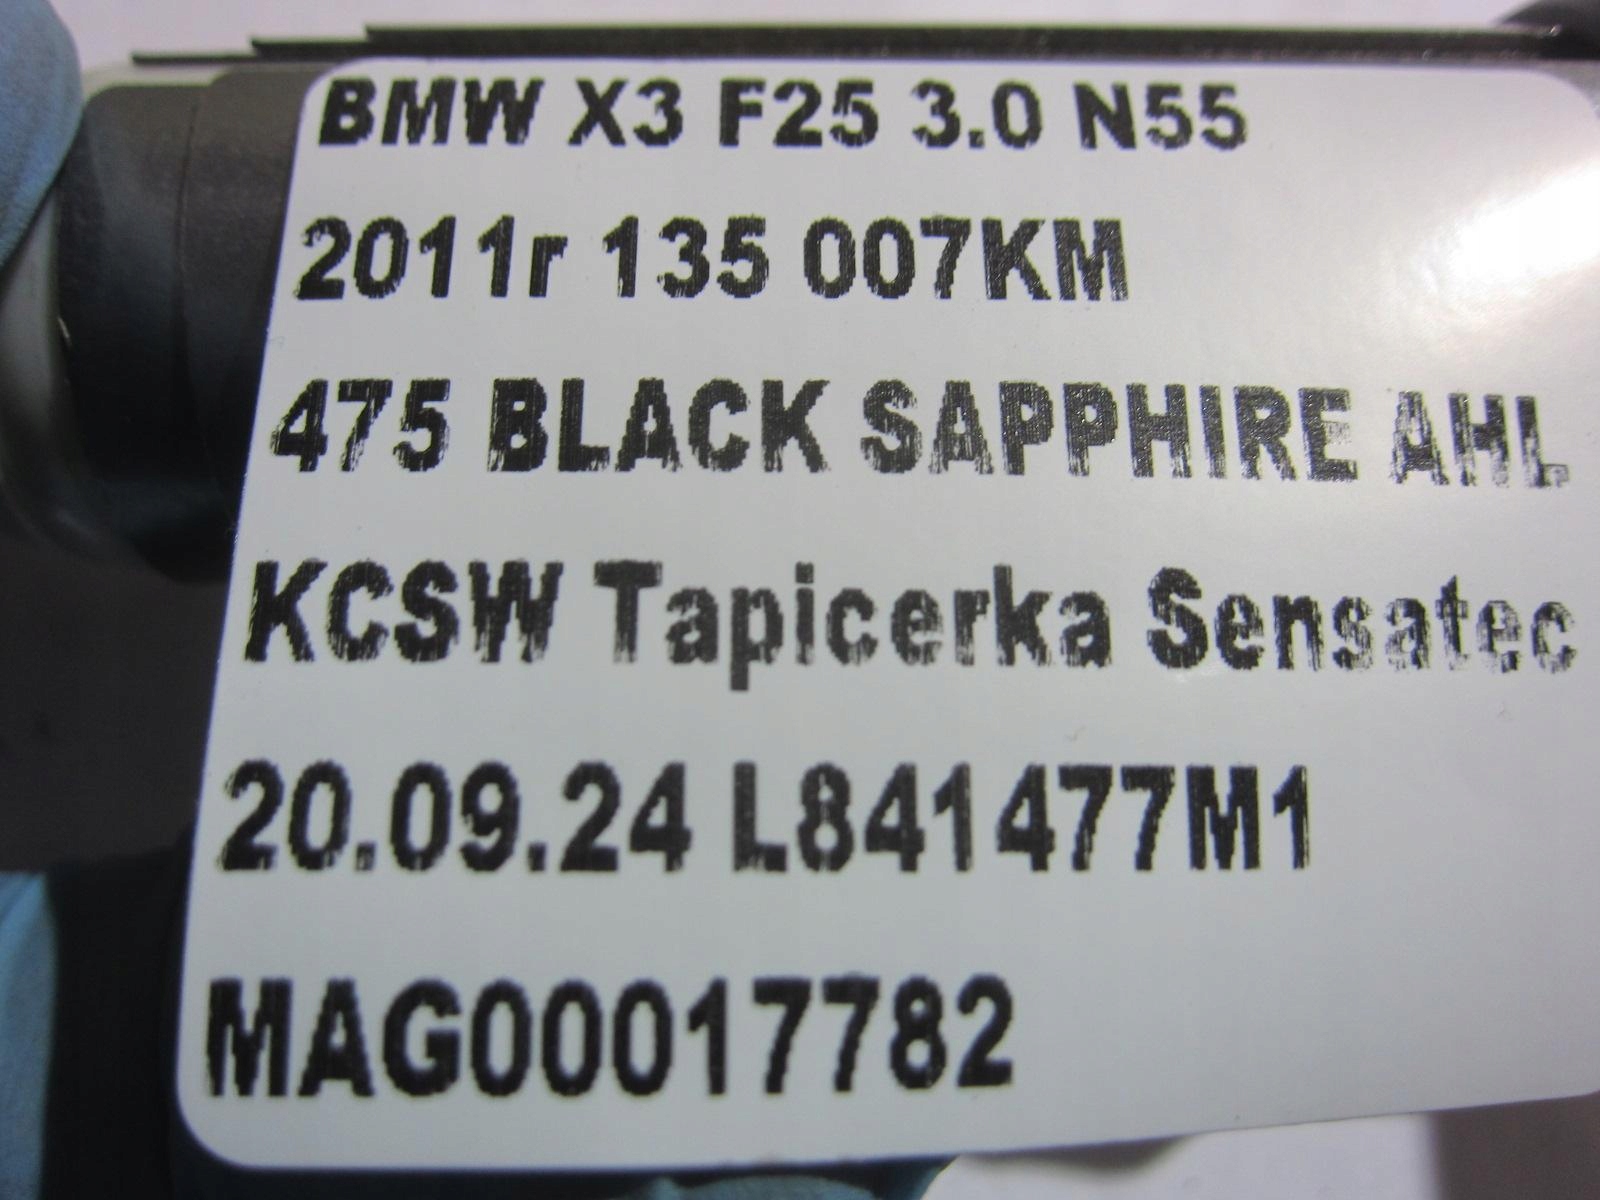 BMW X3 F25 3.0 N55
2011r 135 007KM
475 BLACK SAPPHIRE AHL
KCSW Tapicerka Sensatec
20.09.24 L841477M1
MAG00017782